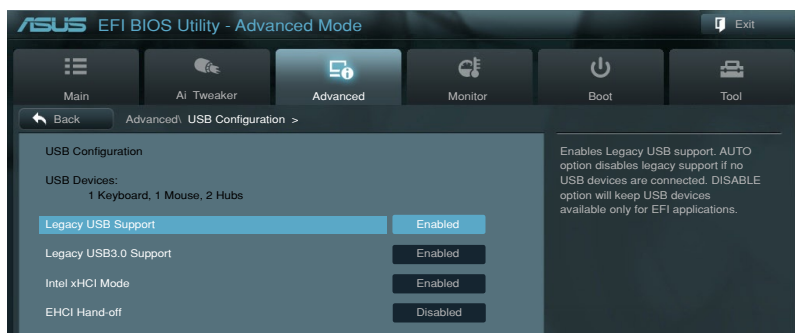 ASUS EFI BIOS Utility - Advanced Mode
Exit
Main
Ai Tweaker
Advanced
Monitor
Boot
Tool
Back
Advanced\ USB Configuration >
USB Configuration
USB Devices:
1 Keyboard, 1 Mouse, 2 Hubs
Legacy USB Support Enabled
Legacy USB3.0 Support Enabled
Intel xHCI Mode Enabled
EHCI Hand-off Disabled
Enables Legacy USB support. AUTO
option disables legacy support if no
USB devices are connected. DISABLE
option will keep USB devices
available only for EFI applications.